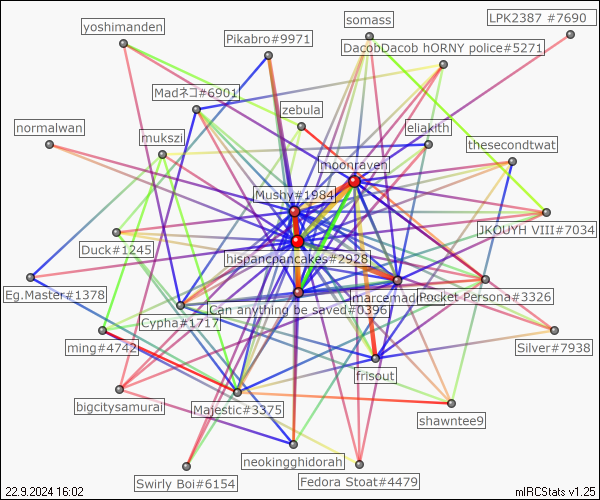 LPK2387 #7690
somass
yoshimanden
Pikabro#9971
DacobDacob hORNY police#5271
Madネコ#6901
zebula
normalwan
mukszi
eliakith
thesecondtwat
moonraven
Mushy#1984
JKOUYH VIII#7034
Duck#1245
hispancpancakes#2928
Eg.Master#1378
marcemad
Pocket Persona#3326
Can anything be saved#0396
Cypha#1717
ming#4742
Silver#7938
frisout
bigcitysamurai
Majestic#3375
shawntee9
neokingghidorah
Swirly Boi#6154
Fedora Stoat#4479
22.9.2024 16:02
mIRCStats v1.25